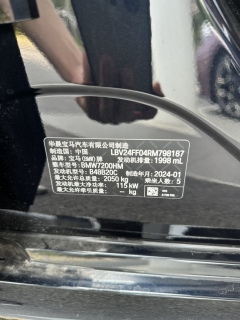 华晨宝马汽车有限公司制造
制造国：中国 LBV24FF04RM798187
品牌：宝马(BMW)牌 发动机排量：1998 mL
整车型号：BMW7200HM
发动机型号：B48B20C 制造年月：2024-01
最大允许总质量：2050 kg 乘坐人数：5
发动机最大净功率：115 kW
最大允许牵引质量：－ kg